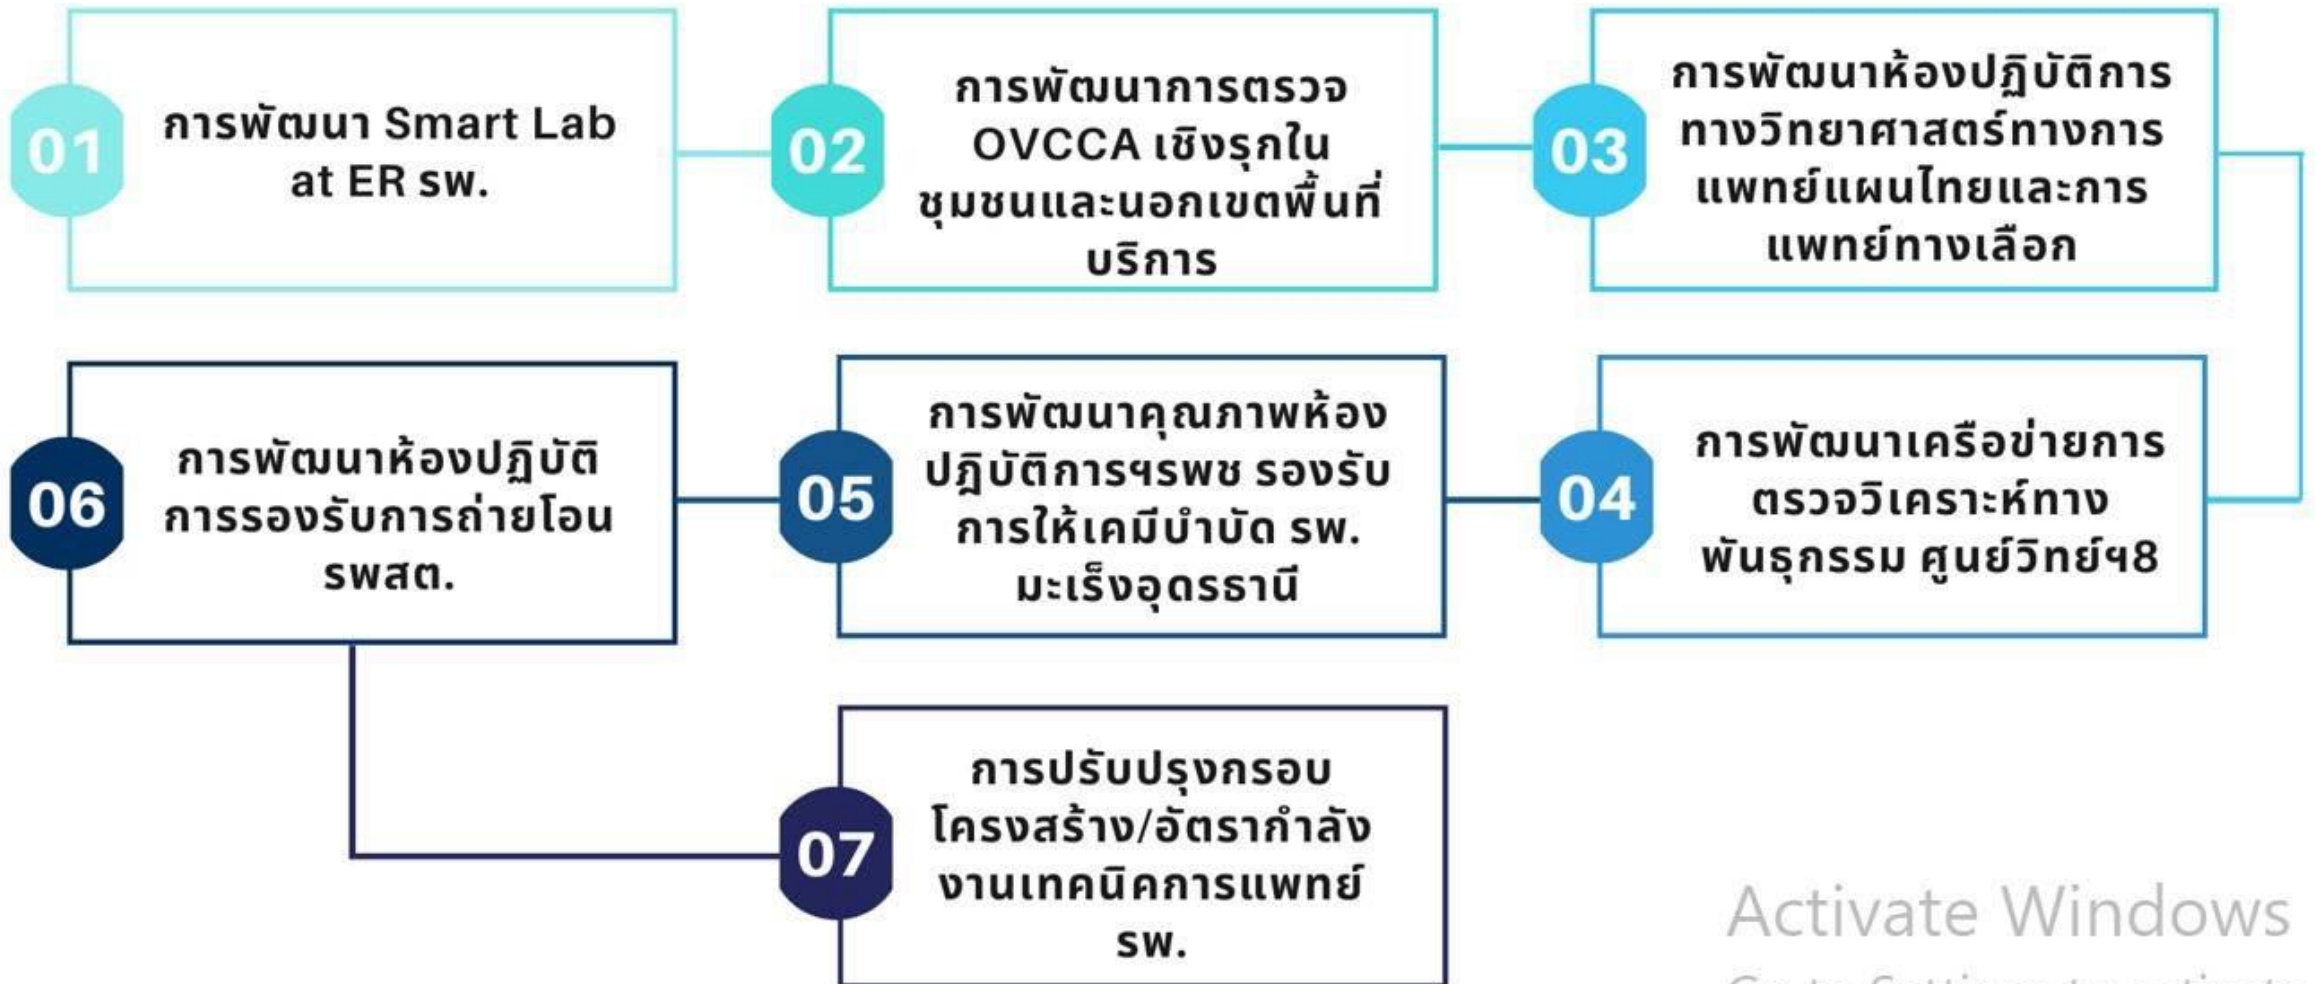 01
การพัฒนา Smart Lab
at ER รพ.
02
การพัฒนาการตรวจ
OVCCA เชิงรุกใน
ชุมชนและนอกเขตพื้นที่
บริการ
03
การพัฒนาห้องปฏิบัติการ
ทางวิทยาศาสตร์ทางการ
แพทย์แผนไทยและการ
แพทย์ทางเลือก
04
การพัฒนาเครือข่ายการ
ตรวจวิเคราะห์ทาง
พันธุกรรม ศูนย์วิทย์ฯ8
05
การพัฒนาคุณภาพห้อง
ปฎิบัติการฯรพช รองรับ
การให้เคมีบำบัด รพ.
มะเร็งอุดรธานี
06
การพัฒนาห้องปฏิบัติ
การรองรับการถ่ายโอน
รพสต.
07
การปรับปรุงกรอบ
โครงสร้าง/อัตรากำลัง
งานเทคนิคการแพทย์
รพ.
Activate Windows